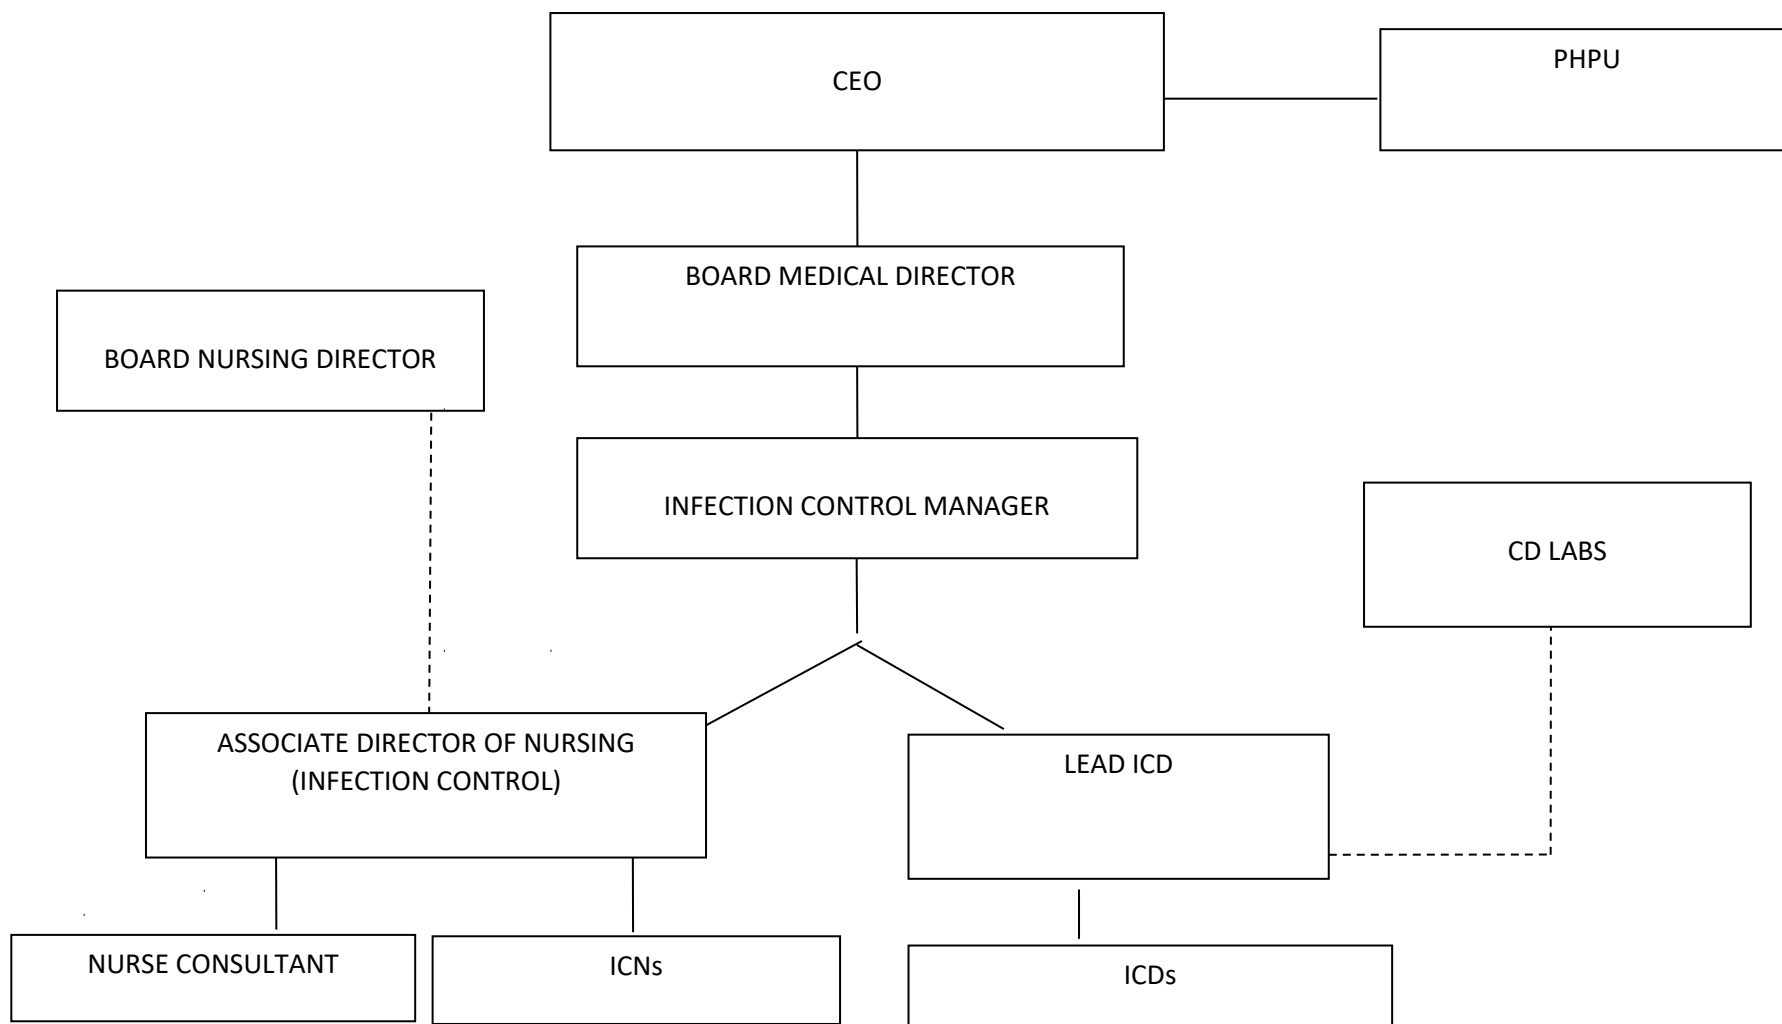 CEO
PHPU
BOARD MEDICAL DIRECTOR
BOARD NURSING DIRECTOR
INFECTION CONTROL MANAGER
CD LABS
ASSOCIATE DIRECTOR OF NURSING
(INFECTION CONTROL)
LEAD ICD
NURSE CONSULTANT
ICNs
ICDs